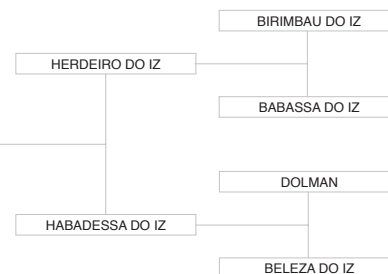 BIRIMBAU DO IZ
HERDEIRO DO IZ
BABASSA DO IZ
DOLMAN
HABADESSA DO IZ
BELEZA DO IZ